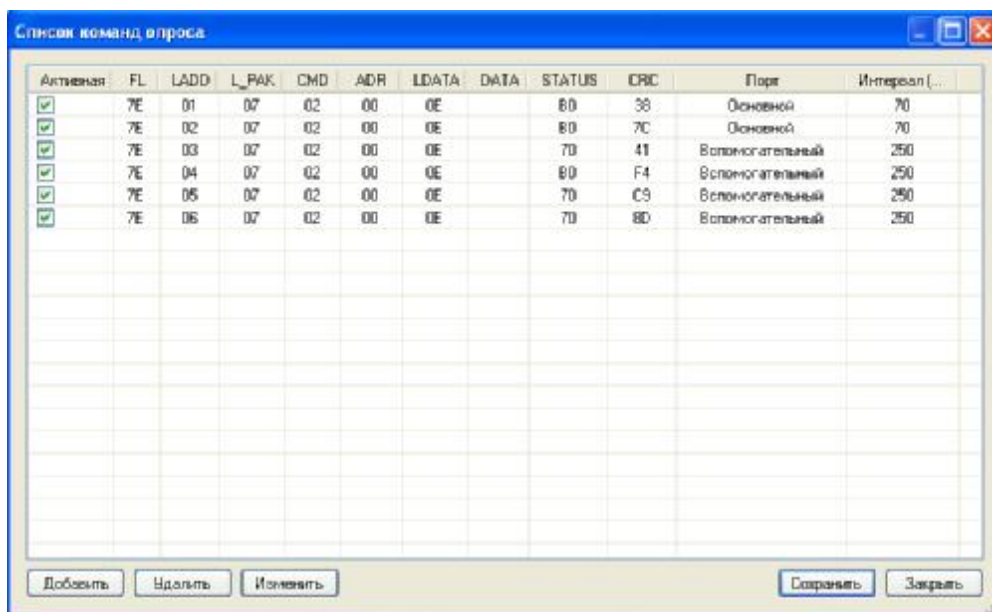 Список команд опроса
Активная FL LADD L_PAK CMD ADR LDATA DATA STATUS CRC Порт Интервал (...
7E 01 07 02 00 0E B0 38 Основной 70
7E 02 07 02 00 0E B0 7C Основной 70
7E 03 07 02 00 0E 70 41 Вспомогательный 250
7E 04 07 02 00 0E B0 F4 Вспомогательный 250
7E 05 07 02 00 0E 70 C9 Вспомогательный 250
7E 06 07 02 00 0E 70 8D Вспомогательный 250
Добавить Удалить Изменить Сохранить Закрыть